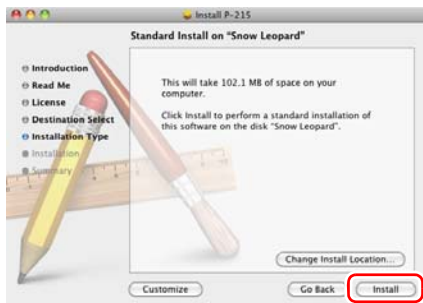 Install P-215
Standard Install on "Snow Leopard"
Introduction
Read Me
License
Destination Select
Installation Type
Installation
Summary
This will take 102.1 MB of space on your
computer.
Click Install to perform a standard installation of
this software on the disk "Snow Leopard".
Change Install Location...
Customize
Go Back
Install